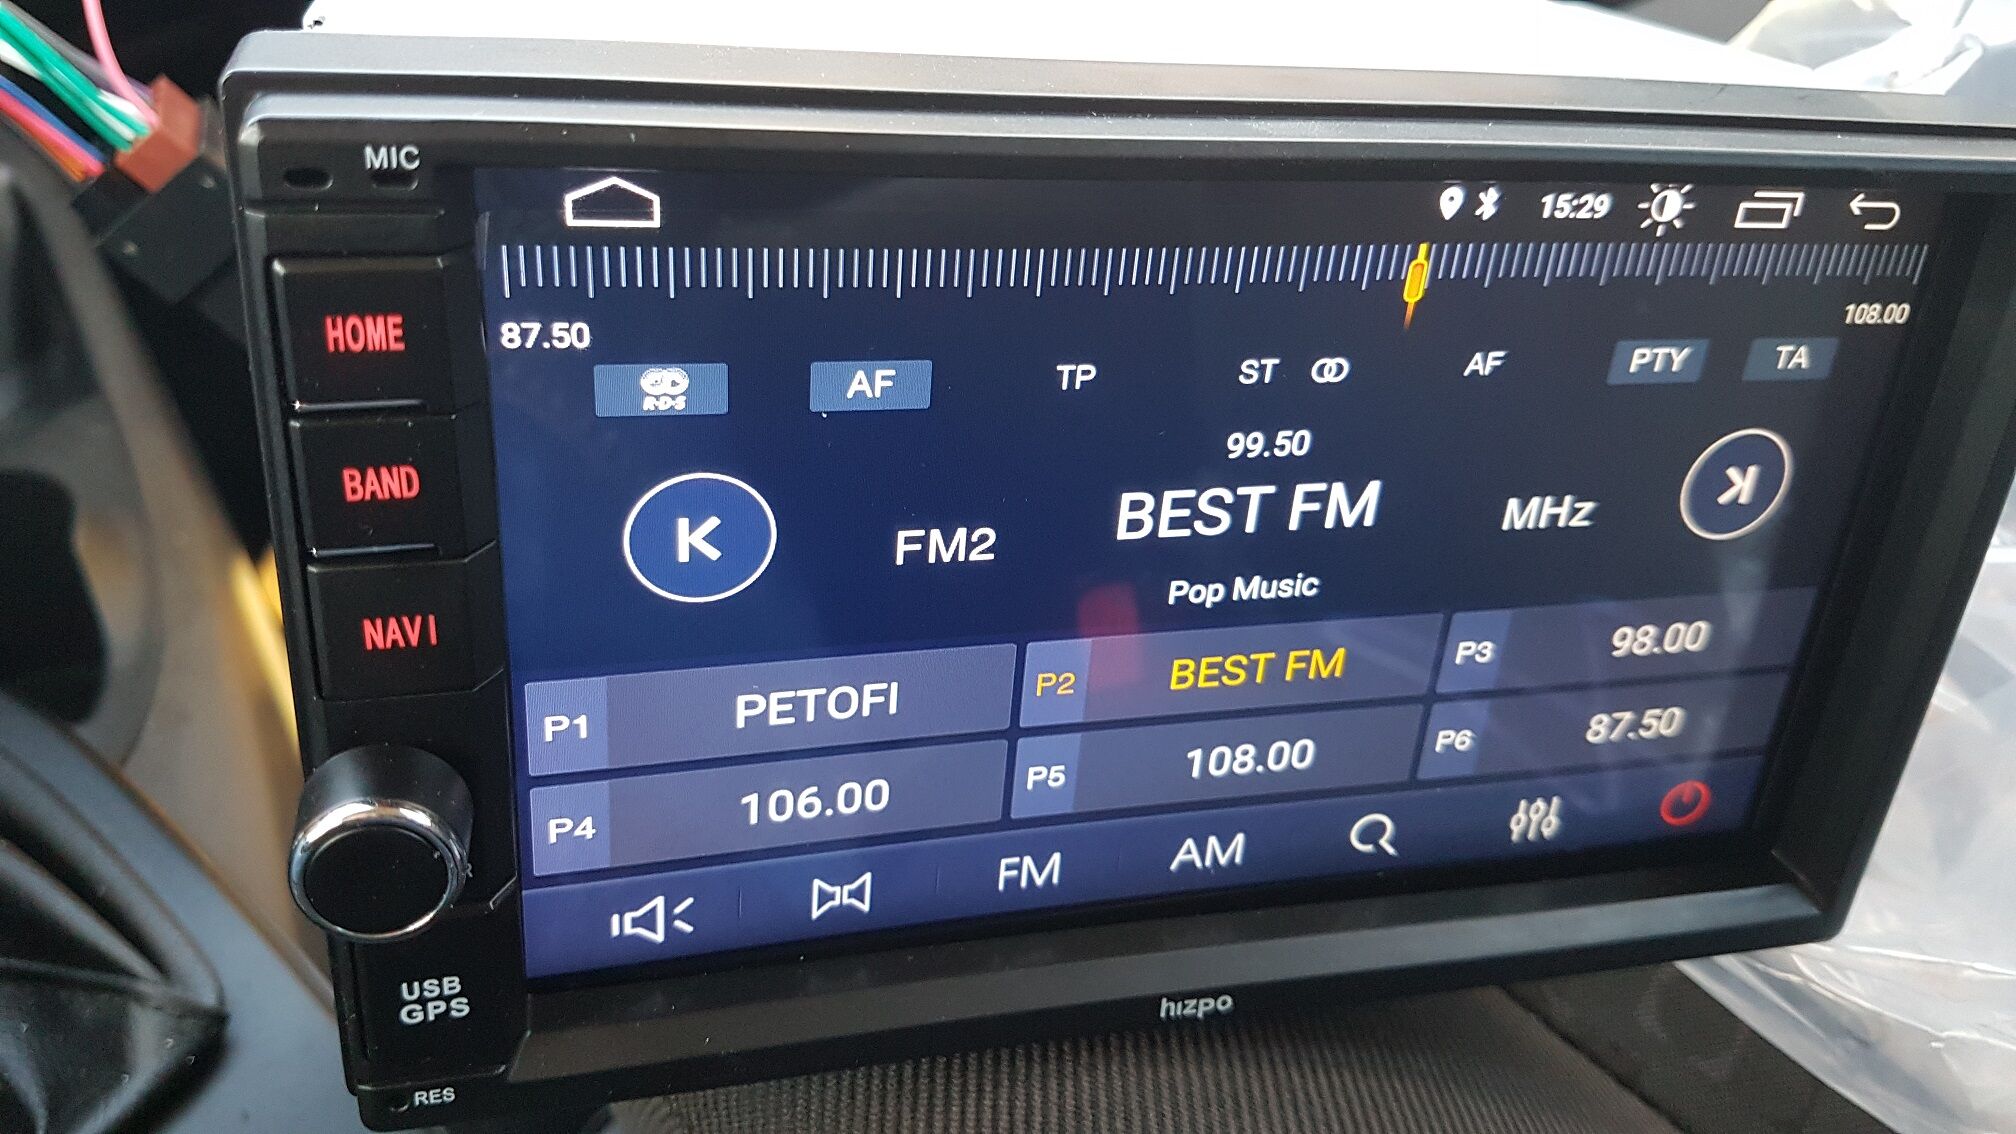 MIC
15:29
HOME
BAND
NAVI
USB
GPS
RES
87.50
108.00
R·D·S
AF
TP
ST
AF
PTY
TA
99.50
K
FM2
BEST FM
MHz
K
Pop Music
P1 PETOFI
P2 BEST FM
P3 98.00
P4 106.00
P5 108.00
P6 87.50
FM
AM
hızpo